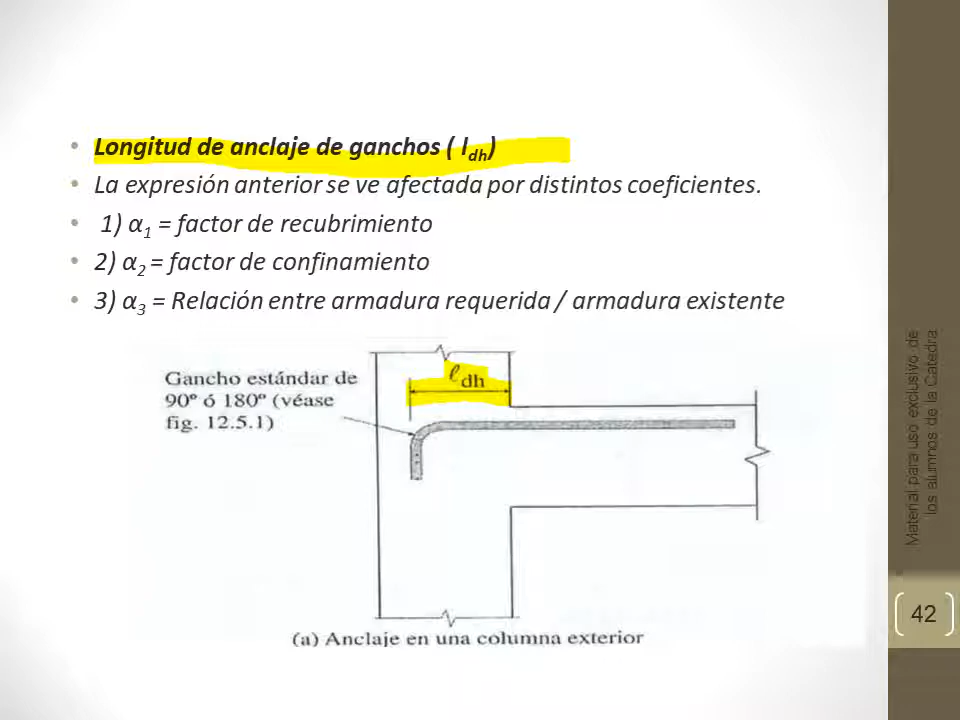 • Longitud de anclaje de ganchos ( ldh)
• La expresión anterior se ve afectada por distintos coeficientes.
• 1) α1 = factor de recubrimiento
• 2) α2 = factor de confinamiento
• 3) α3 = Relación entre armadura requerida / armadura existente
ℓdh
Gancho estándar de
90º ó 180º (véase
fig. 12.5.1)
(a) Anclaje en una columna exterior
Material para uso exclusivo de
los alumnos de la Catedra
42